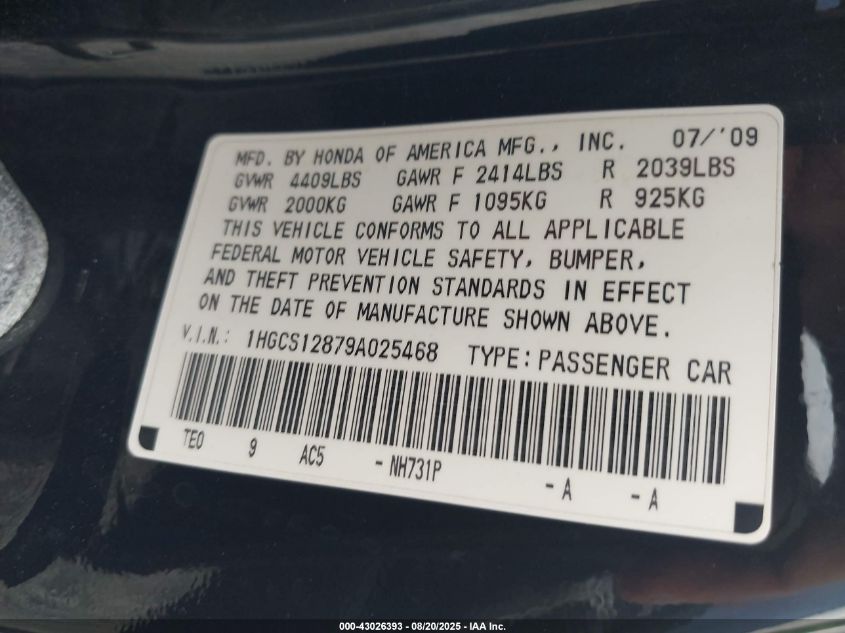 MFD. BY HONDA OF AMERICA MFG., INC. 07/'09
GVWR 4409LBS GAWR F 2414LBS R 2039LBS
GVWR 2000KG GAWR F 1095KG R 925KG
THIS VEHICLE CONFORMS TO ALL APPLICABLE
FEDERAL MOTOR VEHICLE SAFETY, BUMPER,
AND THEFT PREVENTION STANDARDS IN EFFECT
ON THE DATE OF MANUFACTURE SHOWN ABOVE.
V.I.N.: 1HGCS12879A025468 TYPE: PASSENGER CAR
TE0 9 AC5 - NH731P - A - A
000-43026393 - 08/20/2025 - IAA Inc.